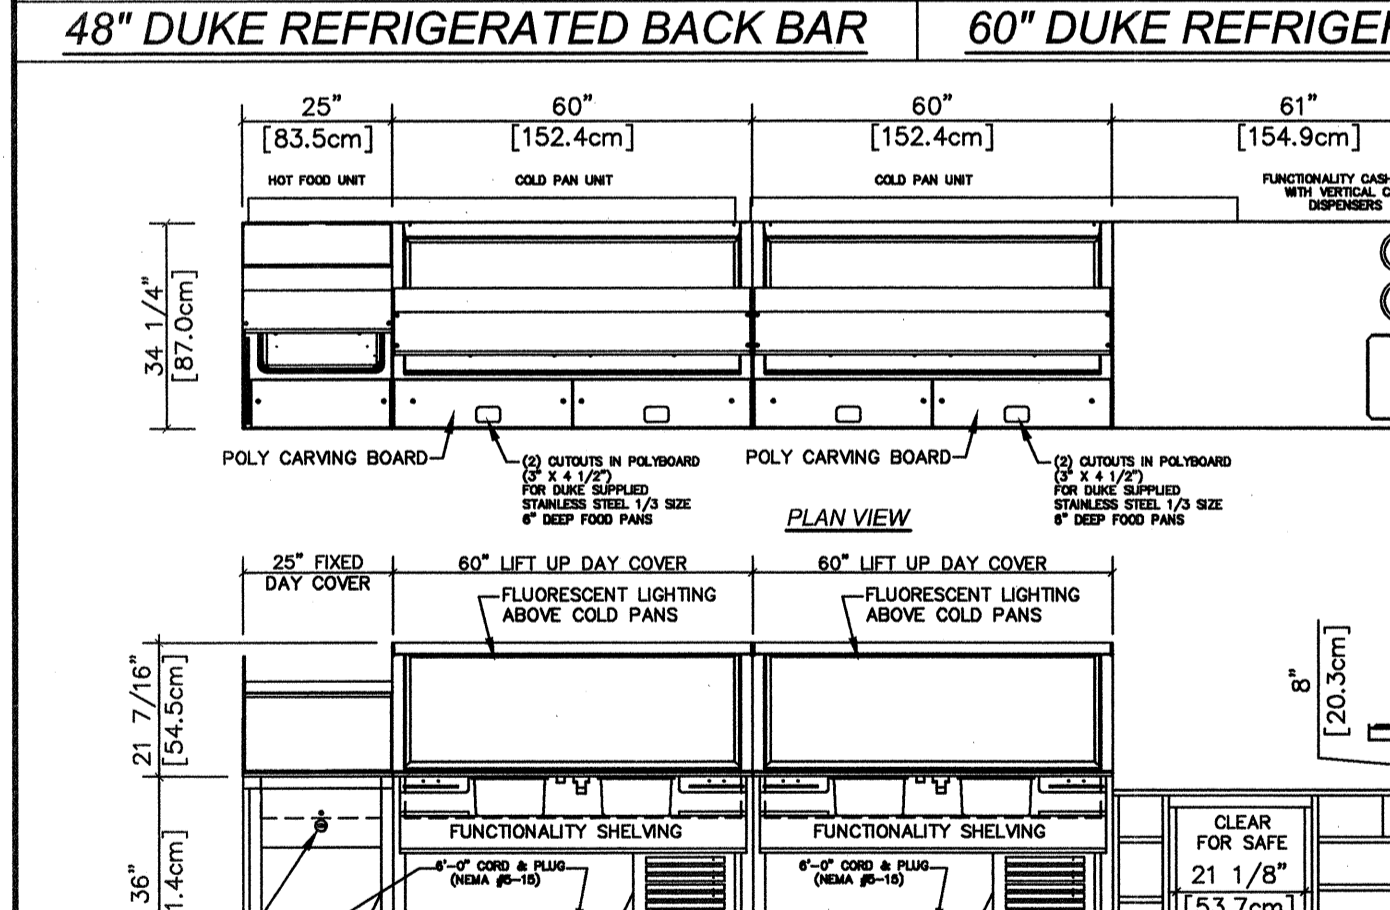 48" DUKE REFRIGERATED BACK BAR
60" DUKE REFRIGER
25"
[83.5cm]
60"
[152.4cm]
60"
[152.4cm]
61"
[154.9cm]
HOT FOOD UNIT
COLD PAN UNIT
COLD PAN UNIT
FUNCTIONALITY CASH
WITH VERTICAL C
DISPENSERS
34 1/4"
[87.0cm]
POLY CARVING BOARD
(2) CUTOUTS IN POLYBOARD
(3" X 4 1/2")
FOR DUKE SUPPLIED
STAINLESS STEEL 1/3 SIZE
6" DEEP FOOD PANS
POLY CARVING BOARD
(2) CUTOUTS IN POLYBOARD
(3" X 4 1/2")
FOR DUKE SUPPLIED
STAINLESS STEEL 1/3 SIZE
6" DEEP FOOD PANS
PLAN VIEW
25" FIXED
DAY COVER
60" LIFT UP DAY COVER
60" LIFT UP DAY COVER
FLUORESCENT LIGHTING
ABOVE COLD PANS
FLUORESCENT LIGHTING
ABOVE COLD PANS
21 7/16"
[54.5cm]
8"
[20.3cm]
FUNCTIONALITY SHELVING
FUNCTIONALITY SHELVING
6'-0" CORD & PLUG
(NEMA #5-15)
6'-0" CORD & PLUG
(NEMA #5-15)
CLEAR
FOR SAFE
21 1/8"
[53.7cm]
36"
1.4cm]